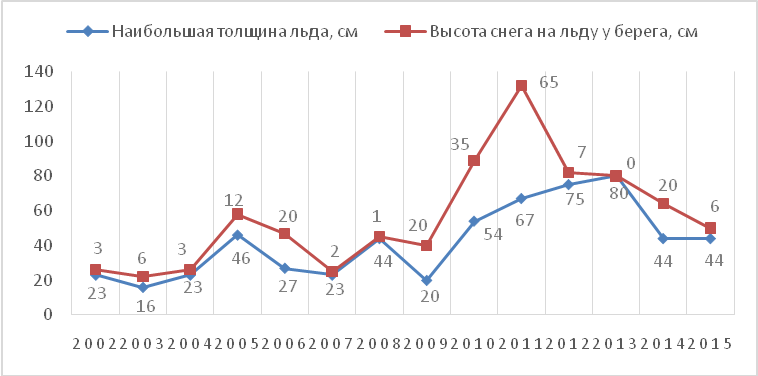 Наибольшая толщина льда, см Высота снега на льду у берега, см
140
120
100
80
60
40
20
0
3 6 3 12 20 2 1 20 35 65 7 0 20 6
23 16 23 46 27 23 44 20 54 67 75 80 44 44
2002 2003 2004 2005 2006 2007 2008 2009 2010 2011 2012 2013 2014 2015